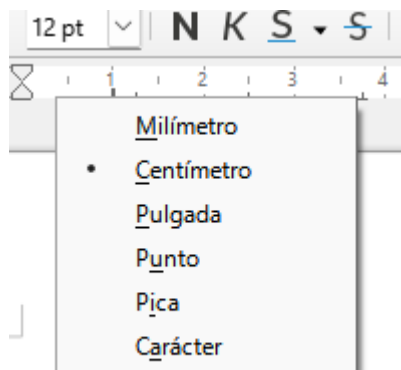 12 pt N K S S
1 2 3 4
Milímetro
Centímetro
Pulgada
Punto
Pica
Carácter